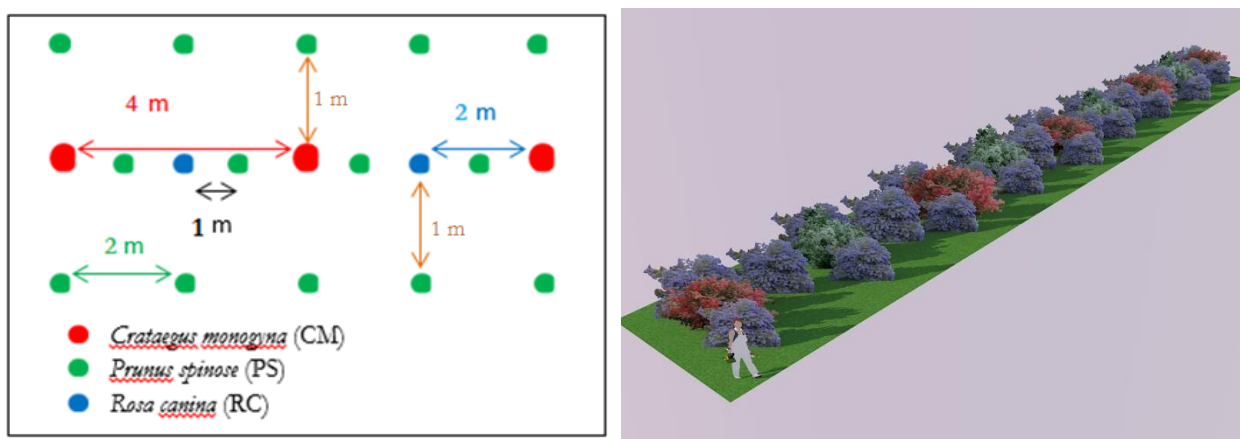 4 m
1 m
2 m
1 m
1 m
2 m
Crataegus monogyna (CM)
Prunus spinose (PS)
Rosa canina (RC)